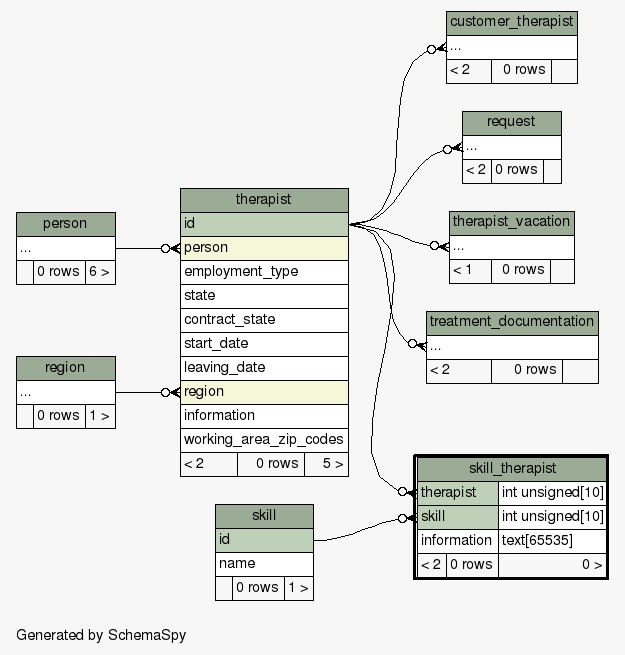 customer_therapist
...
< 2 0 rows
request
...
< 2 0 rows
therapist_vacation
...
< 1 0 rows
treatment_documentation
...
< 2 0 rows
person
...
0 rows 6 >
region
...
0 rows 1 >
therapist
id
person
employment_type
state
contract_state
start_date
leaving_date
region
information
working_area_zip_codes
< 2 0 rows 5 >
skill_therapist
therapist int unsigned[10]
skill int unsigned[10]
information text[65535]
< 2 0 rows 0 >
skill
id
name
0 rows 1 >
Generated by SchemaSpy